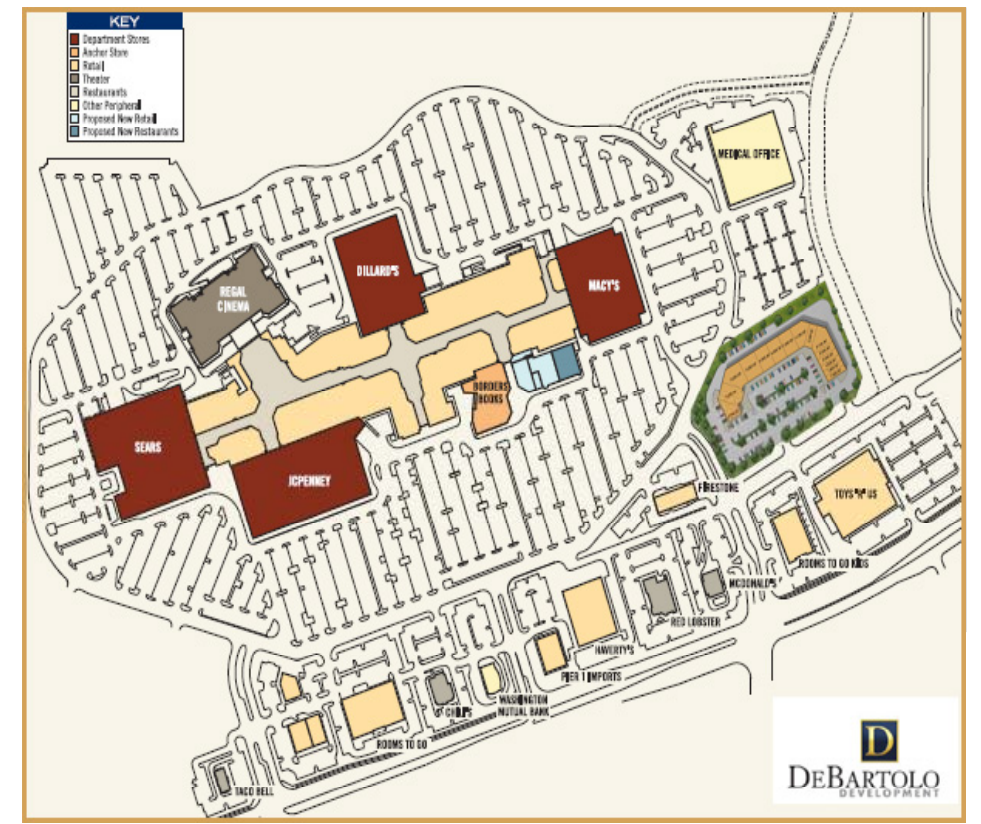 KEY
Department Stores
Anchor Store
Retail
Theater
Restaurants
Other Peripheral
Proposed New Retail
Proposed New Restaurants
MEDICAL OFFICE
DILLARD'S
MACY'S
REGAL
CINEMA
BORDERS
BOOKS
SEARS
JCPENNEY
FIRESTONE
TOYS "R" US
ROOMS TO GO KIDS
MCDONALD'S
RED LOBSTER
HAVERTY'S
PIER 1 IMPORTS
WASHINGTON
MUTUAL BANK
CHILI'S
ROOMS TO GO
TACO BELL
D
DEBARTOLO
DEVELOPMENT